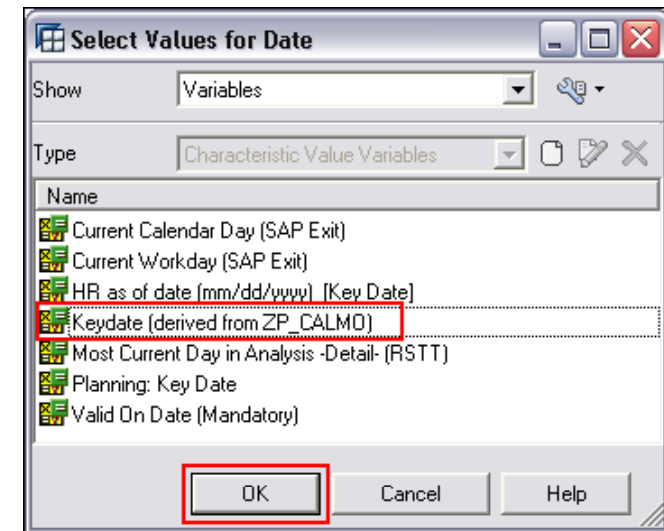 Select Values for Date
Show Variables
Type Characteristic Value Variables
Name
Current Calendar Day (SAP Exit)
Current Workday (SAP Exit)
HR as of date (mm/dd/yyyy) [Key Date]
Keydate (derived from ZP_CALMO)
Most Current Day in Analysis -Detail- (RSTT)
Planning: Key Date
Valid On Date (Mandatory)
OK Cancel Help